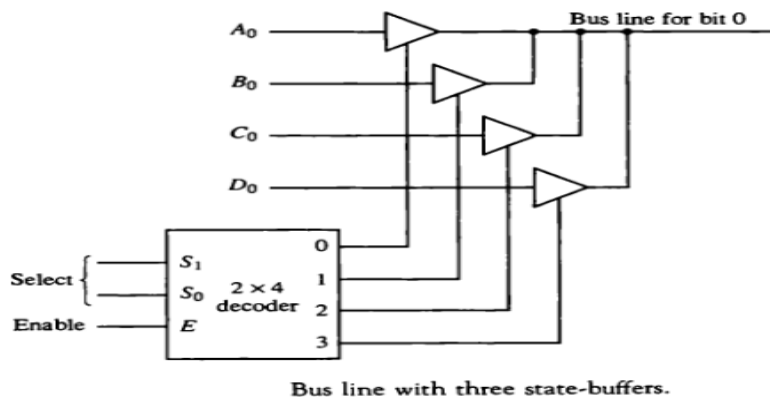 Bus line for bit 0
A0
B0
C0
D0
0
Select
S1
1
2 × 4
S0
decoder
2
Enable
E
3
Bus line with three state-buffers.